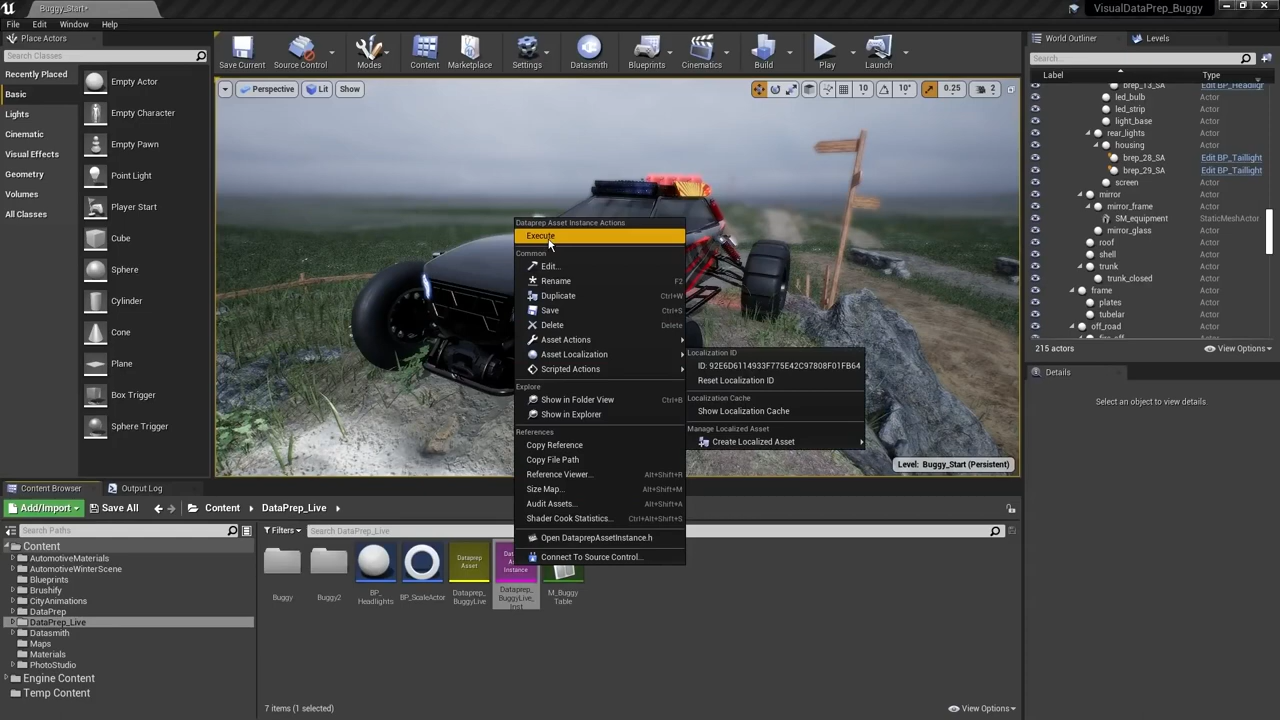 Buggy_Start*
VisualDataPrep_Buggy
File Edit Window Help
Place Actors
Search Classes
Recently Placed
Basic
Lights
Cinematic
Visual Effects
Geometry
Volumes
All Classes
Empty Actor
Empty Character
Empty Pawn
Point Light
Player Start
Cube
Sphere
Cylinder
Cone
Plane
Box Trigger
Sphere Trigger
Save Current
Source Control
Modes
Content
Marketplace
Settings
Datasmith
Blueprints
Cinematics
Build
Play
Launch
Perspective
Lit
Show
10
10°
0.25
2
Dataprep Asset Instance Actions
Execute
Common
Edit...
Rename F2
Duplicate Ctrl+W
Save Ctrl+S
Delete Delete
Asset Actions
Asset Localization
Scripted Actions
Explore
Show in Folder View Ctrl+B
Show in Explorer
References
Copy Reference
Copy File Path
Reference Viewer... Alt+Shift+R
Size Map... Alt+Shift+M
Audit Assets... Alt+Shift+A
Shader Cook Statistics... Ctrl+Alt+Shift+S
Open DataprepAssetInstance.h
Connect To Source Control...
Localization ID
ID: 92E6D6114933F775E42C97808F01FB64
Reset Localization ID
Localization Cache
Show Localization Cache
Manage Localized Asset
Create Localized Asset
Level: Buggy_Start (Persistent)
World Outliner
Levels
Search...
Label Type
brep_13_SA Edit BP_Headligh
led_bulb Actor
led_strip Actor
light_base Actor
rear_lights Actor
housing Actor
brep_28_SA Edit BP_Taillight
brep_29_SA Edit BP_Taillight
screen Actor
mirror Actor
mirror_frame Actor
SM_equipment StaticMeshActor
mirror_glass Actor
roof Actor
shell Actor
trunk Actor
trunk_closed Actor
frame Actor
plates Actor
tubelar Actor
off_road Actor
215 actors
View Options
Details
Select an object to view details.
Content Browser
Output Log
Add/Import
Save All
Content
DataPrep_Live
Search Paths
Filters
Search DataPrep_Live
Content
AutomotiveMaterials
AutomotiveWinterScene
Blueprints
Brushify
CityAnimations
DataPrep
DataPrep_Live
Datasmith
Maps
Materials
PhotoStudio
Engine Content
Temp Content
Buggy
Buggy2
BP_
Headlights
BP_ScaleActor
Dataprep
Asset
Dataprep_
BuggyLive
Dataprep_
BuggyLive_
Inst
M_Buggy
Table
7 items (1 selected)
View Options